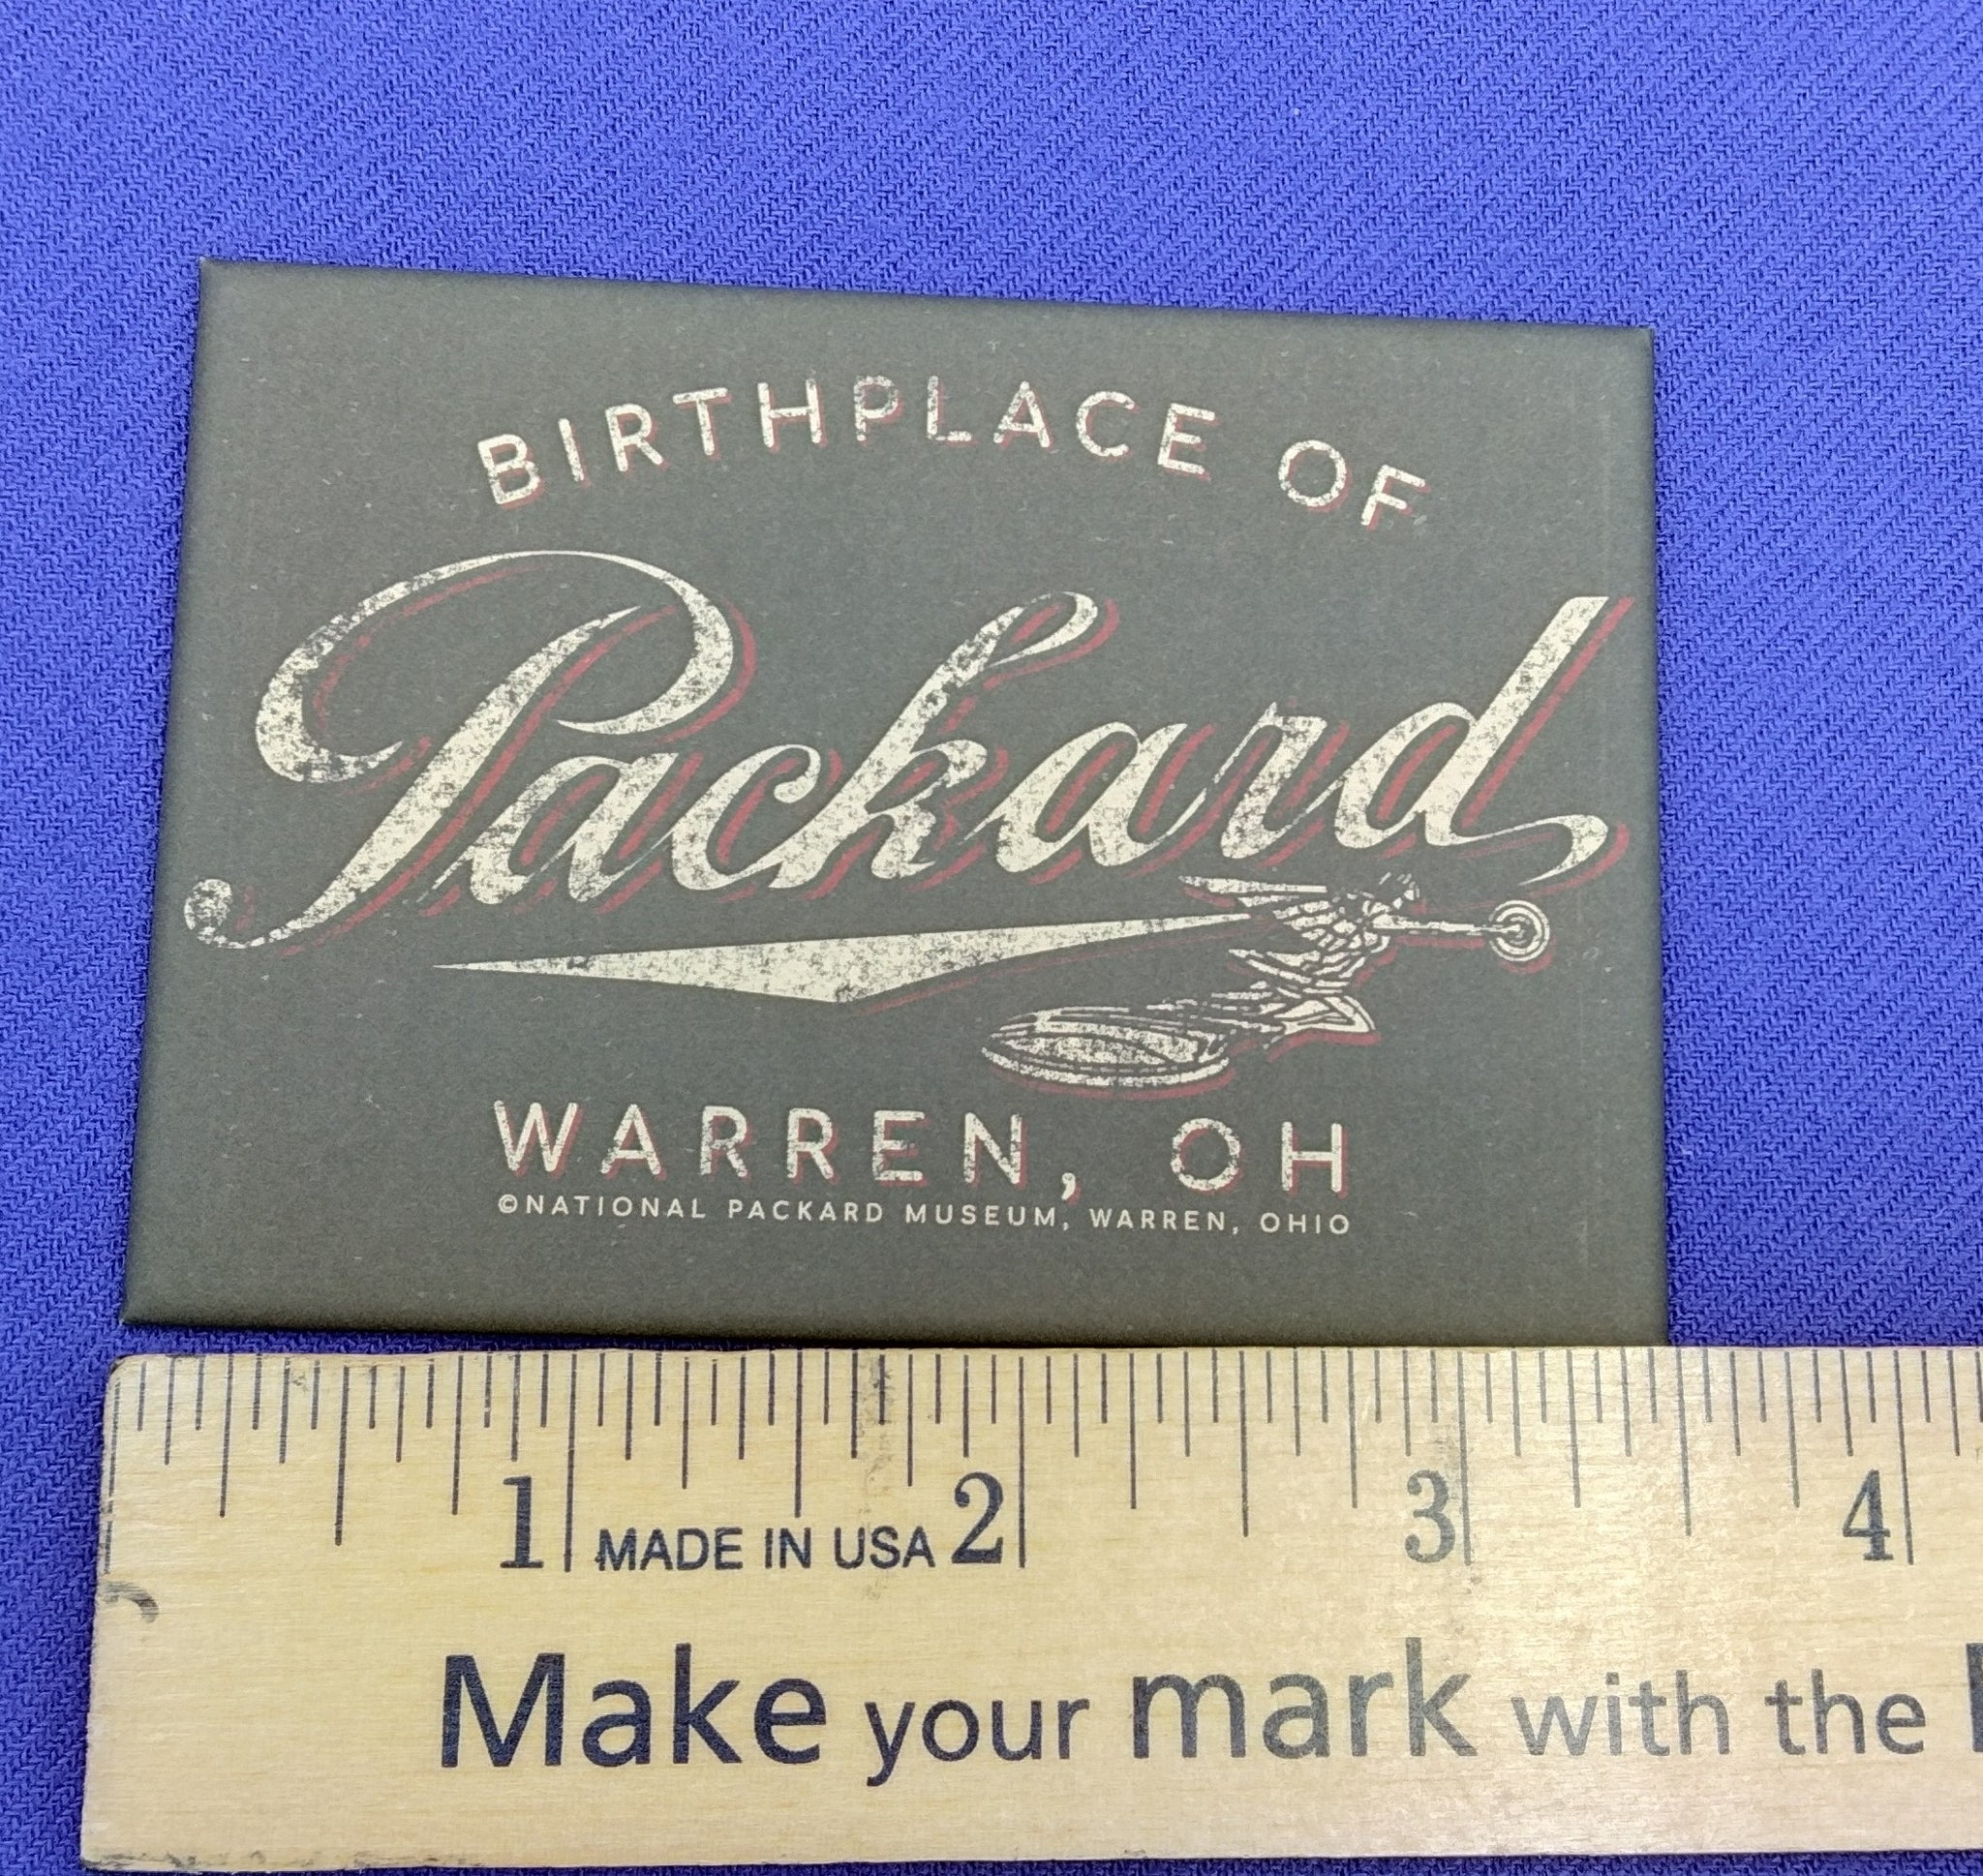 BIRTHPLACE OF
Packard
WARREN, OH
©NATIONAL PACKARD MUSEUM, WARREN, OHIO
1 MADE IN USA 2 3 4
Make your mark with the